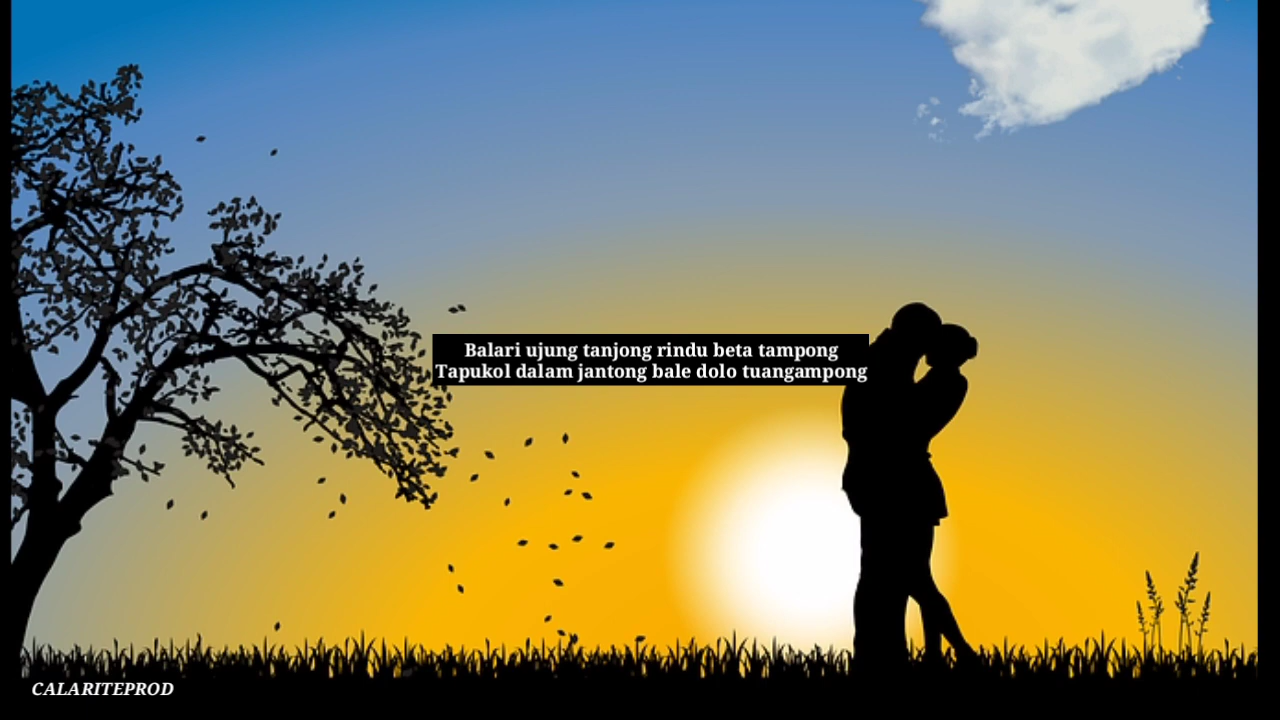 Balari ujung tanjong rindu beta tampong
Tapukol dalam jantong bale dolo tuangampong
CALARITEPROD